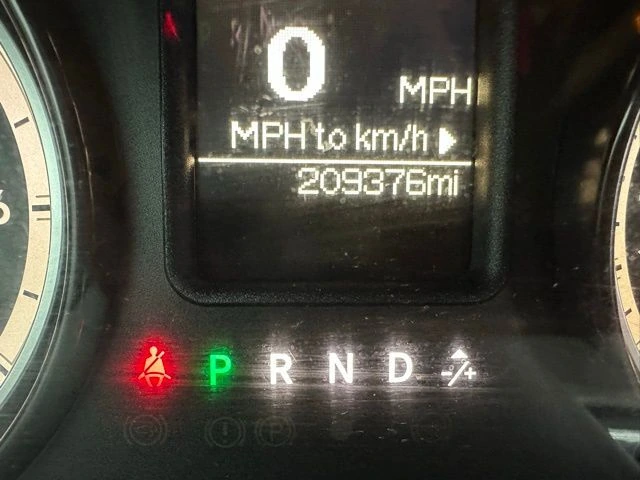 0
MPH
MPH to km/h
209376mi
P R N D -/+